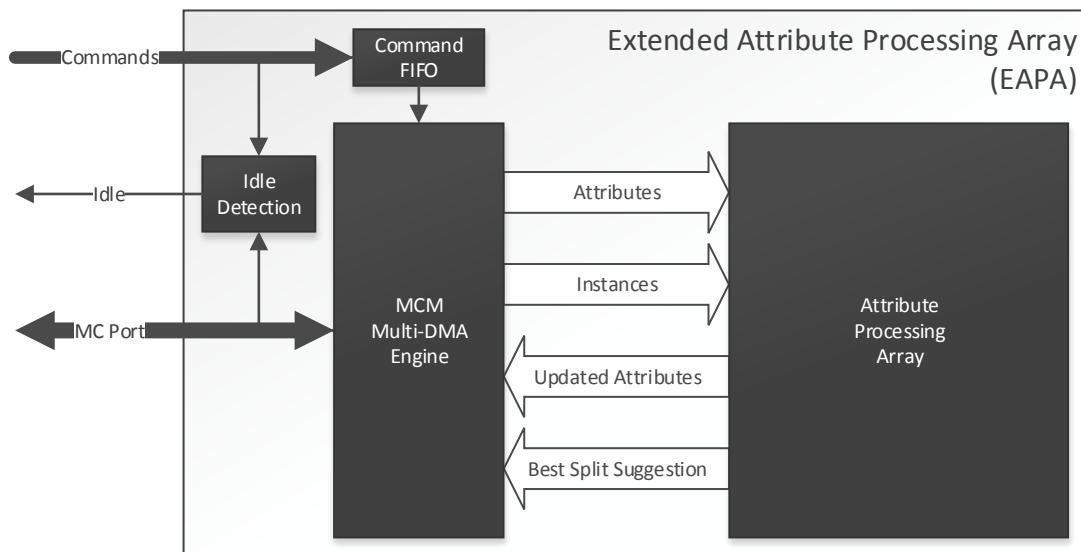 Extended Attribute Processing Array
(EAPA)
Commands
Command
FIFO
Idle
Idle
Detection
Attributes
Instances
MC Port
MCM
Multi-DMA
Engine
Attribute
Processing
Array
Updated Attributes
Best Split Suggestion